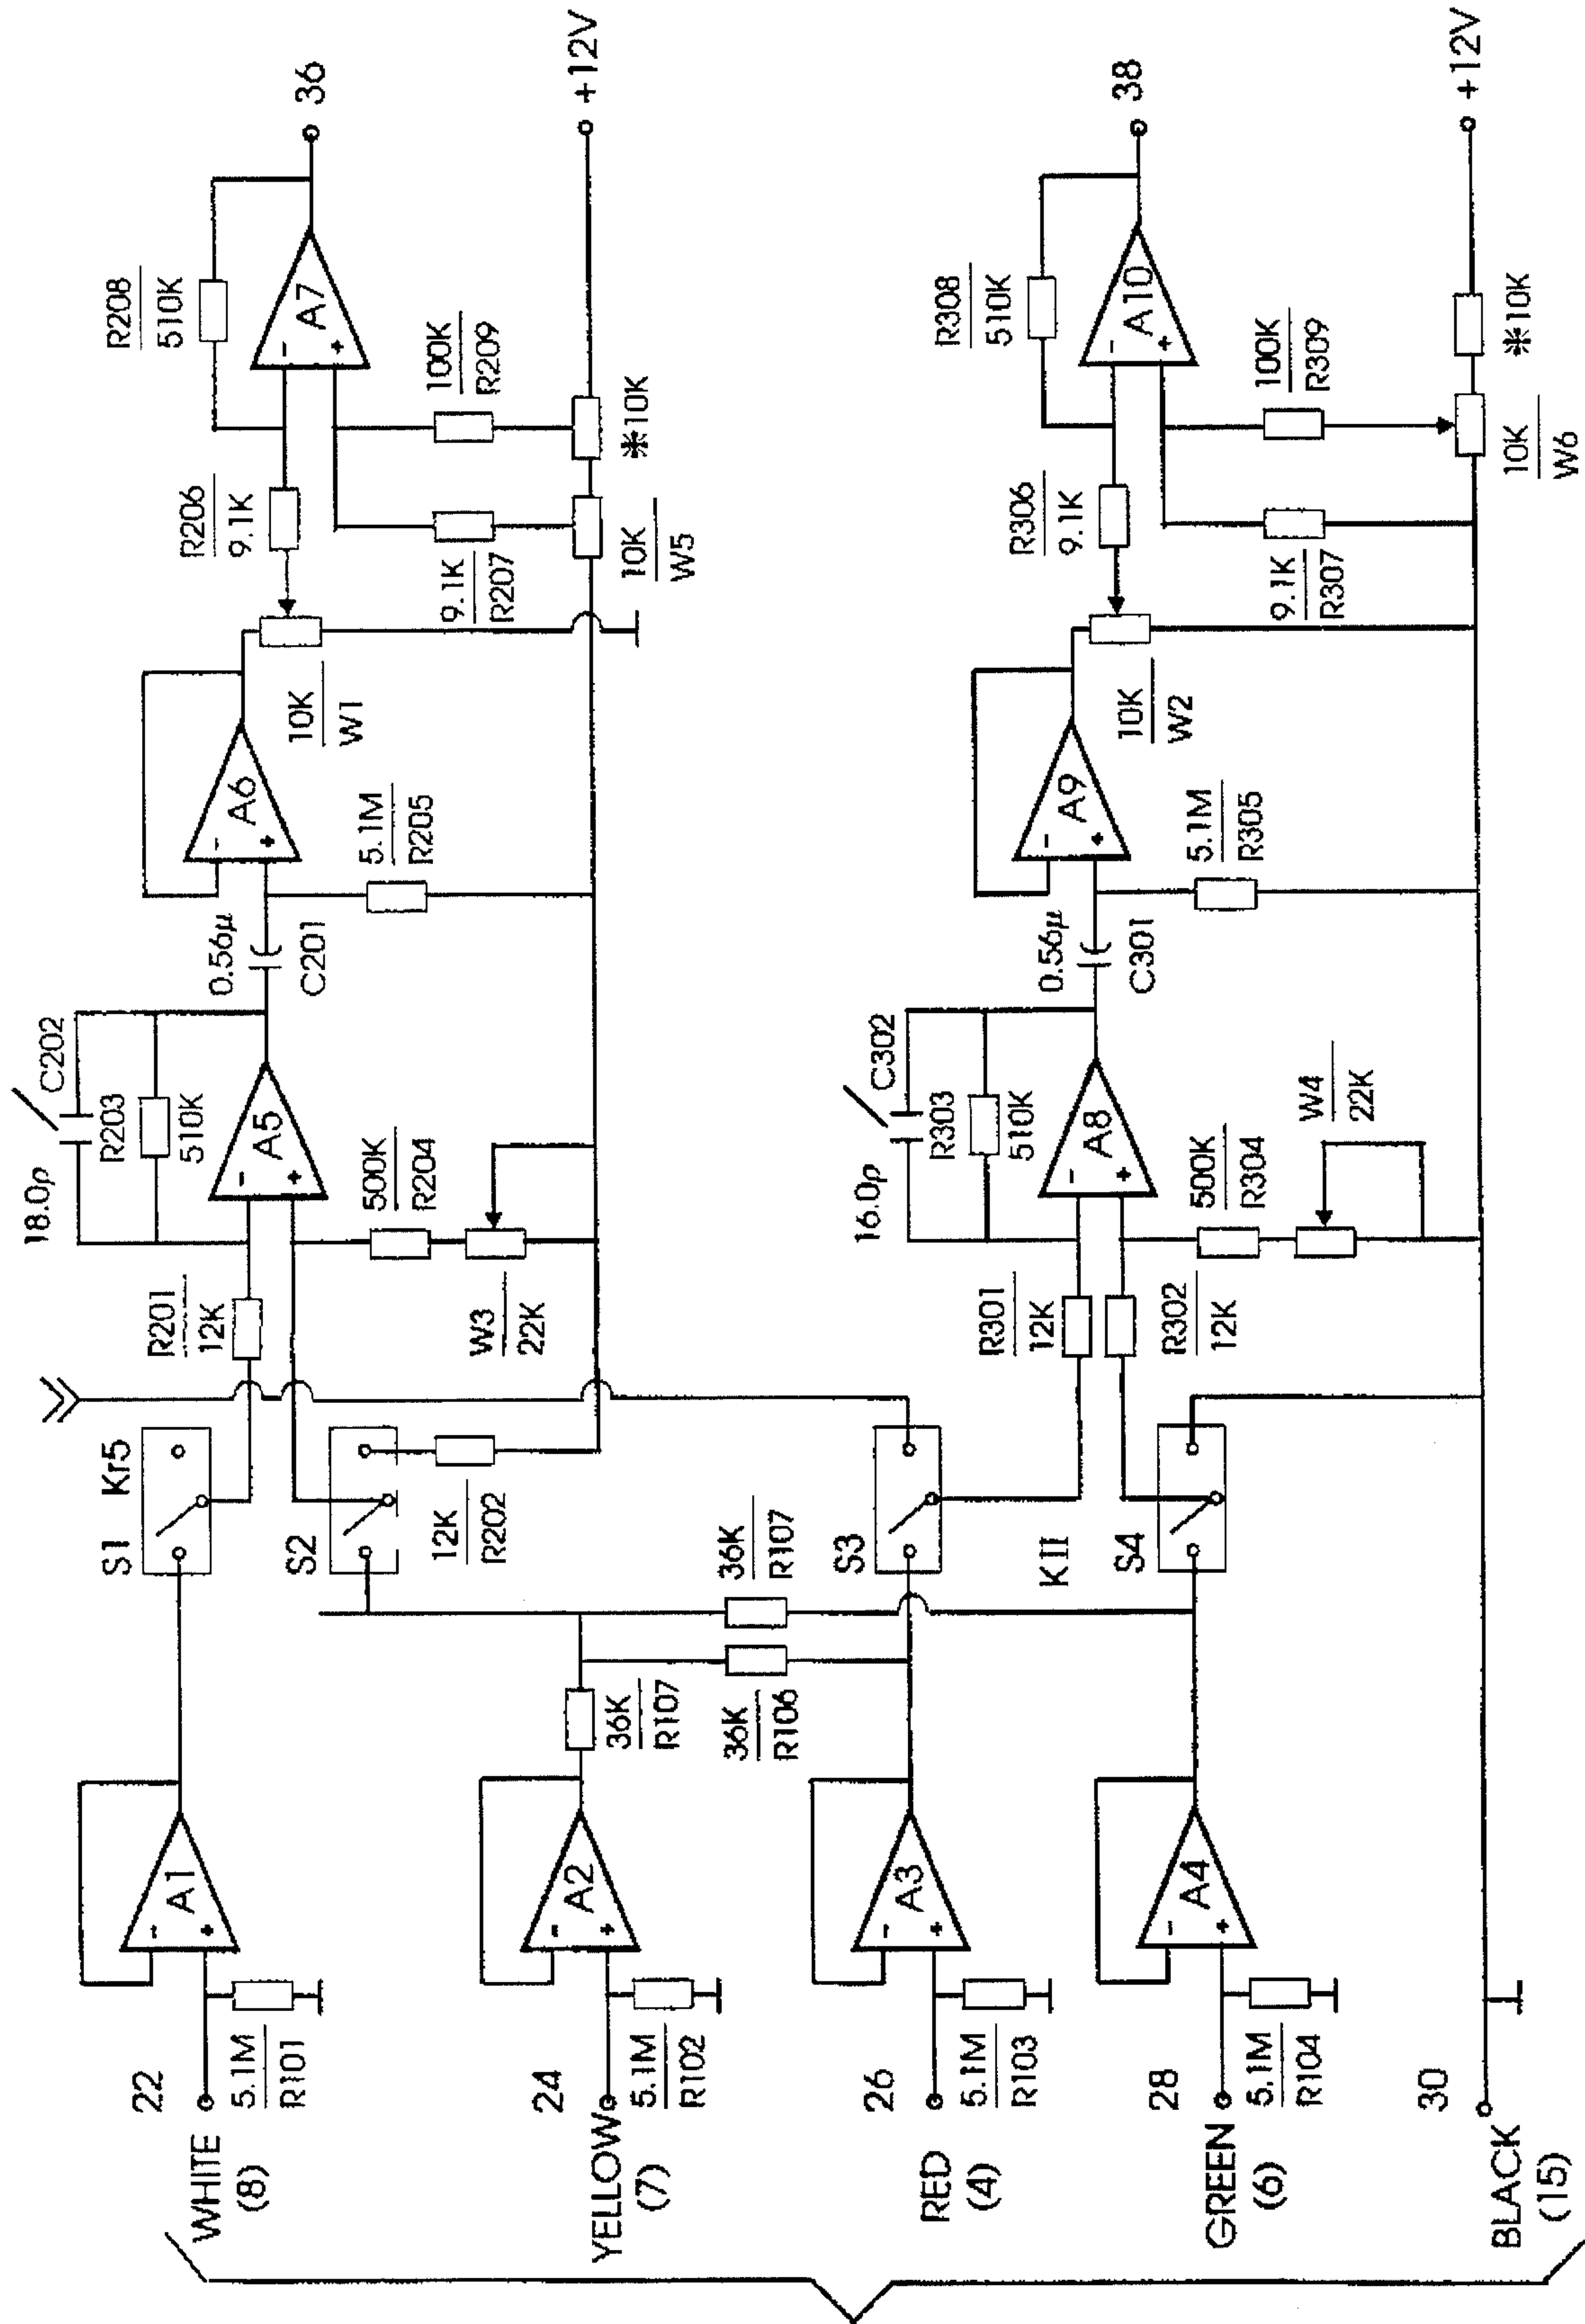 WHITE
(8)
22
5.1M
R101
A1
-
+
S1
Kr5
R201
12K
18.0p
C202
R203
510K
A5
-
+
500K
R204
W3
22K
S2
12K
R202
0.56μ
C201
A6
-
+
5.1M
R205
10K
W1
R206
9.1K
9.1K
R207
R208
510K
A7
-
+
100K
R209
10K
W5
※10K
36
+12V
YELLOW
(7)
24
5.1M
R102
A2
-
+
36K
R107
36K
R106
36K
R107
RED
(4)
26
5.1M
R103
A3
-
+
S3
KII
R301
12K
R302
12K
16.0p
C302
R303
510K
A8
-
+
500K
R304
W4
22K
0.56μ
C301
A9
-
+
5.1M
R305
10K
W2
R306
9.1K
9.1K
R307
R308
510K
A10
-
+
100K
R309
10K
W6
※10K
38
+12V
GREEN
(6)
28
5.1M
R104
A4
-
+
S4
BLACK
(15)
30